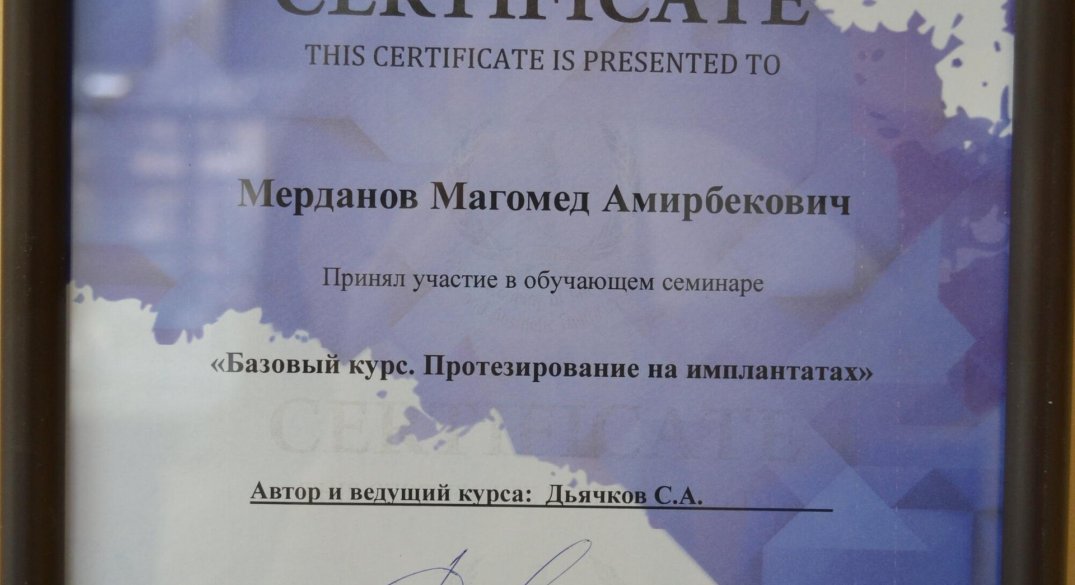 CERTIFICATE
THIS CERTIFICATE IS PRESENTED TO
Мерданов Магомед Амирбекович
Принял участие в обучающем семинаре
«Базовый курс. Протезирование на имплантатах»
CERTIFICATE
Автор и ведущий курса: Дьячков С.А.